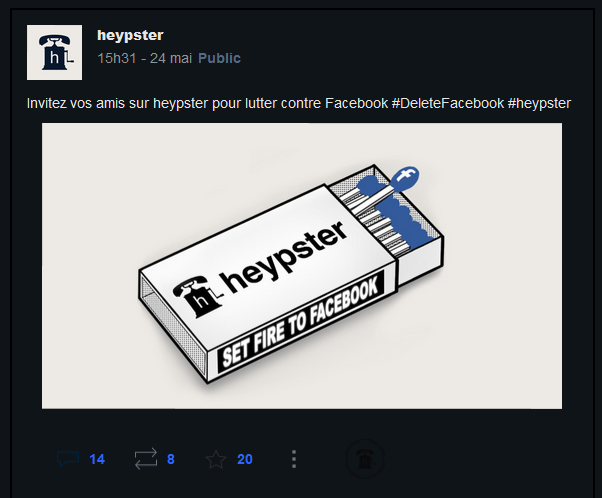 heypster
15h31 - 24 mai Public
Invitez vos amis sur heypster pour lutter contre Facebook #DeleteFacebook #heypster
f
h heypster
SET FIRE TO FACEBOOK
14 8 20